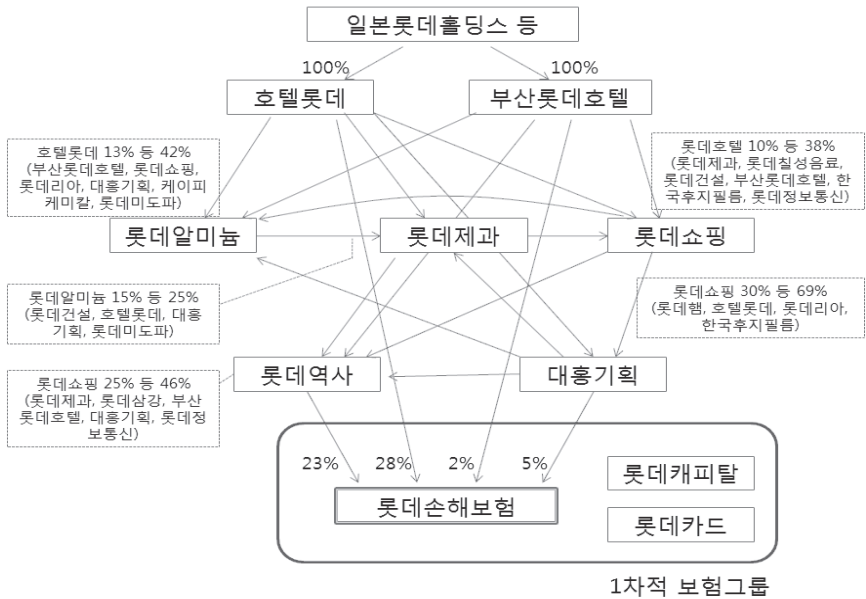 일본롯데홀딩스 등
100%
100%
호텔롯데
부산롯데호텔
호텔롯데 13% 등 42%
(부산롯데호텔, 롯데쇼핑,
롯데리아, 대홍기획, 케이피
케미칼, 롯데미도파)
롯데호텔 10% 등 38%
(롯데제과, 롯데칠성음료,
롯데건설, 부산롯데호텔, 한
국후지필름, 롯데정보통신)
롯데알미늄
롯데제과
롯데쇼핑
롯데알미늄 15% 등 25%
(롯데건설, 호텔롯데, 대홍
기획, 롯데미도파)
롯데쇼핑 30% 등 69%
(롯데햄, 호텔롯데, 롯데리아,
한국후지필름)
롯데쇼핑 25% 등 46%
(롯데제과, 롯데삼강, 부산
롯데호텔, 대홍기획, 롯데정
보통신)
롯데역사
대홍기획
23%
28%
2%
5%
롯데손해보험
롯데캐피탈
롯데카드
1차적 보험그룹